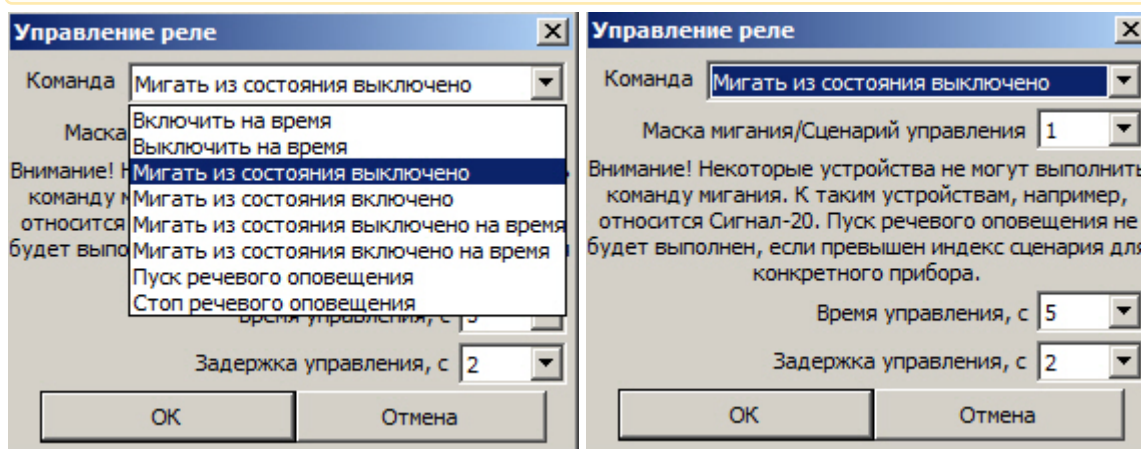 Управление реле
Команда Мигать из состояния выключено
Маска
Включить на время
Выключить на время
Внимание!
Мигать из состояния выключено
команду
Мигать из состояния включено
относится
Мигать из состояния выключено на время
будет
Мигать из состояния включено на время
Пуск речевого оповещения
Стоп речевого оповещения
Время управления, с 5
Задержка управления, с 2
ОК Отмена
Управление реле
Команда Мигать из состояния выключено
Маска мигания/Сценарий управления 1
Внимание! Некоторые устройства не могут выполнить
команду мигания. К таким устройствам, например,
относится Сигнал-20. Пуск речевого оповещения не
будет выполнен, если превышен индекс сценария для
конкретного прибора.
Время управления, с 5
Задержка управления, с 2
ОК Отмена